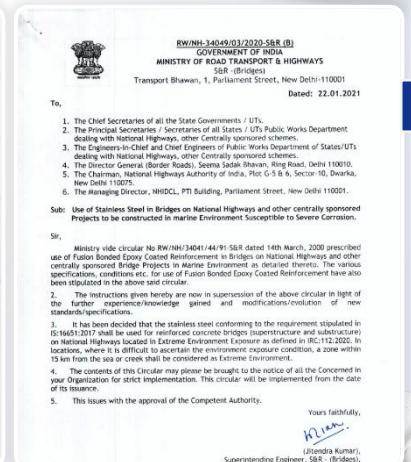 RW/NH-34049/03/2020-S&R (B)
GOVERNMENT OF INDIA
MINISTRY OF ROAD TRANSPORT & HIGHWAYS
S&R -(Bridges)
Transport Bhawan, 1, Parliament Street, New Delhi-110001
Dated: 22.01.2021
To,
1. The Chief Secretaries of all the State Governments / UTs.
2. The Principal Secretaries / Secretaries of all States / UTs Public Works Department
dealing with National Highways, other Centrally sponsored schemes.
3. The Engineers-in-Chief and Chief Engineers of Public Works Department of States/UTs
dealing with National Highways, other Centrally sponsored schemes.
4. The Director General (Border Roads), Seema Sadak Bhavan, Ring Road, Delhi 110010.
5. The Chairman, National Highways Authority of India, Plot G-5 & 6, Sector-10, Dwarka,
New Delhi 110075.
6. The Managing Director, NHIDCL, PTI Building, Parliament Street, New Delhi 110001.
Sub: Use of Stainless Steel in Bridges on National Highways and other centrally sponsored
Projects to be constructed in marine Environment Susceptible to Severe Corrosion.
Sir,
Ministry vide circular No RW/NH/34041/44/91-S&R dated 14th March, 2000 prescribed
use of Fusion Bonded Epoxy Coated Reinforcement in Bridges on National Highways and other
centrally sponsored Bridge Projects in Marine Environment as detailed thereto. The various
specifications, conditions etc. for use of Fusion Bonded Epoxy Coated Reinforcement have also
been stipulated in the above said circular.
2. The instructions given hereby are now in supersession of the above circular in light of
the further experience/knowledge gained and modifications/evolution of new
standards/specifications.
3. It has been decided that the stainless steel conforming to the requirement stipulated in
IS:16651:2017 shall be used for reinforced concrete bridges (superstructure and substructure)
on National Highways located in Extreme Environment Exposure as defined in IRC:112:2020. In
locations, where it is difficult to ascertain the environment exposure condition, a zone within
15 km from the sea or creek shall be considered as Extreme Environment.
4. The contents of this Circular may please be brought to the notice of all the Concerned in
your Organization for strict implementation. This circular will be implemented from the date
of its issuance.
5. This issues with the approval of the Competent Authority.
Yours faithfully,
(Jitendra Kumar),
Superintending Engineer, S&R - (Bridges),